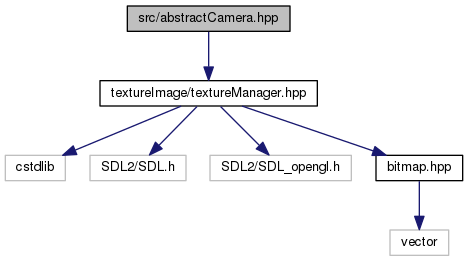 src/abstractCamera.hpp
textureImage/textureManager.hpp
cstdlib
SDL2/SDL.h
SDL2/SDL_opengl.h
bitmap.hpp
vector